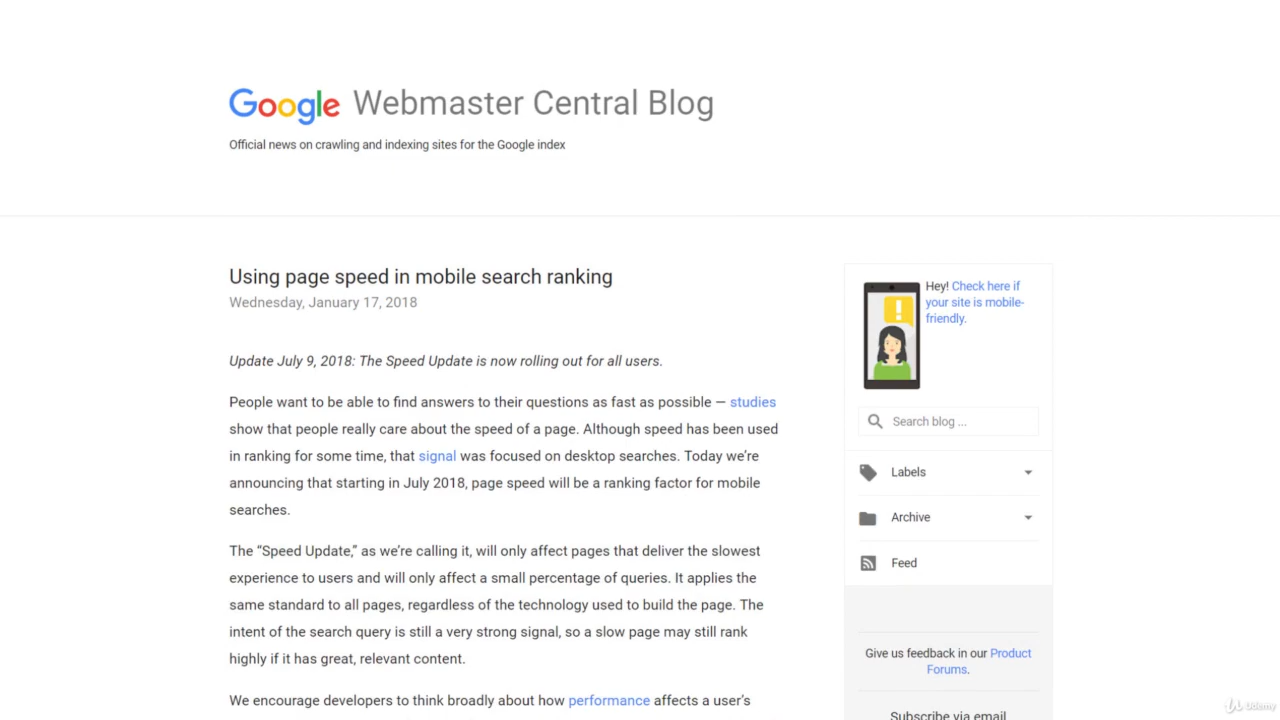 Google Webmaster Central Blog
Official news on crawling and indexing sites for the Google index
Using page speed in mobile search ranking
Wednesday, January 17, 2018
Update July 9, 2018: The Speed Update is now rolling out for all users.
People want to be able to find answers to their questions as fast as possible — studies
show that people really care about the speed of a page. Although speed has been used
in ranking for some time, that signal was focused on desktop searches. Today we're
announcing that starting in July 2018, page speed will be a ranking factor for mobile
searches.
The “Speed Update,” as we're calling it, will only affect pages that deliver the slowest
experience to users and will only affect a small percentage of queries. It applies the
same standard to all pages, regardless of the technology used to build the page. The
intent of the search query is still a very strong signal, so a slow page may still rank
highly if it has great, relevant content.
We encourage developers to think broadly about how performance affects a user's
Hey! Check here if
your site is mobile-
friendly.
Search blog ...
Labels
Archive
Feed
Give us feedback in our Product
Forums.
Subscribe via email
Udemy